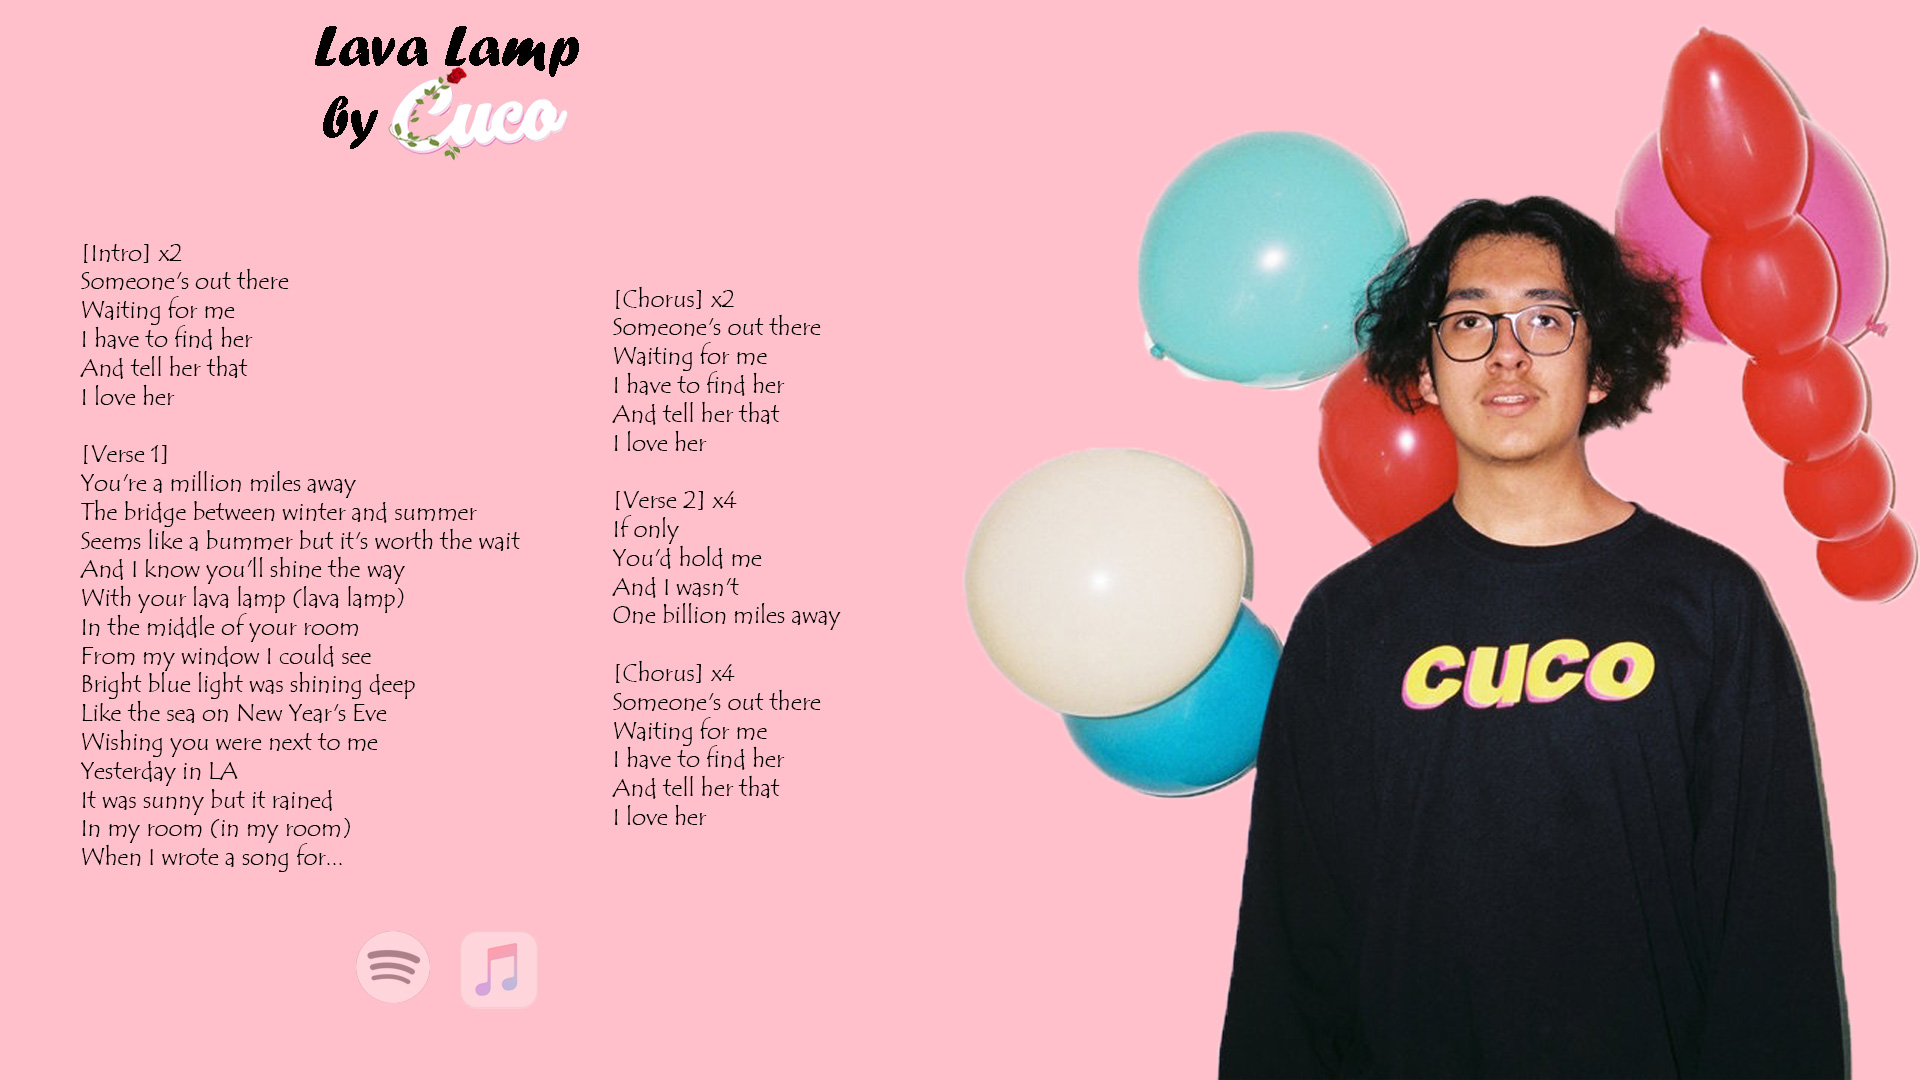 Lava Lamp
by Cuco
[Intro] x2
Someone's out there
Waiting for me
I have to find her
And tell her that
I love her
[Verse 1]
You're a million miles away
The bridge between winter and summer
Seems like a bummer but it's worth the wait
And I know you'll shine the way
With your lava lamp (lava lamp)
In the middle of your room
From my window I could see
Bright blue light was shining deep
Like the sea on New Year's Eve
Wishing you were next to me
Yesterday in LA
It was sunny but it rained
In my room (in my room)
When I wrote a song for...
[Chorus] x2
Someone's out there
Waiting for me
I have to find her
And tell her that
I love her
[Verse 2] x4
If only
You'd hold me
And I wasn't
One billion miles away
[Chorus] x4
Someone's out there
Waiting for me
I have to find her
And tell her that
I love her
cuco